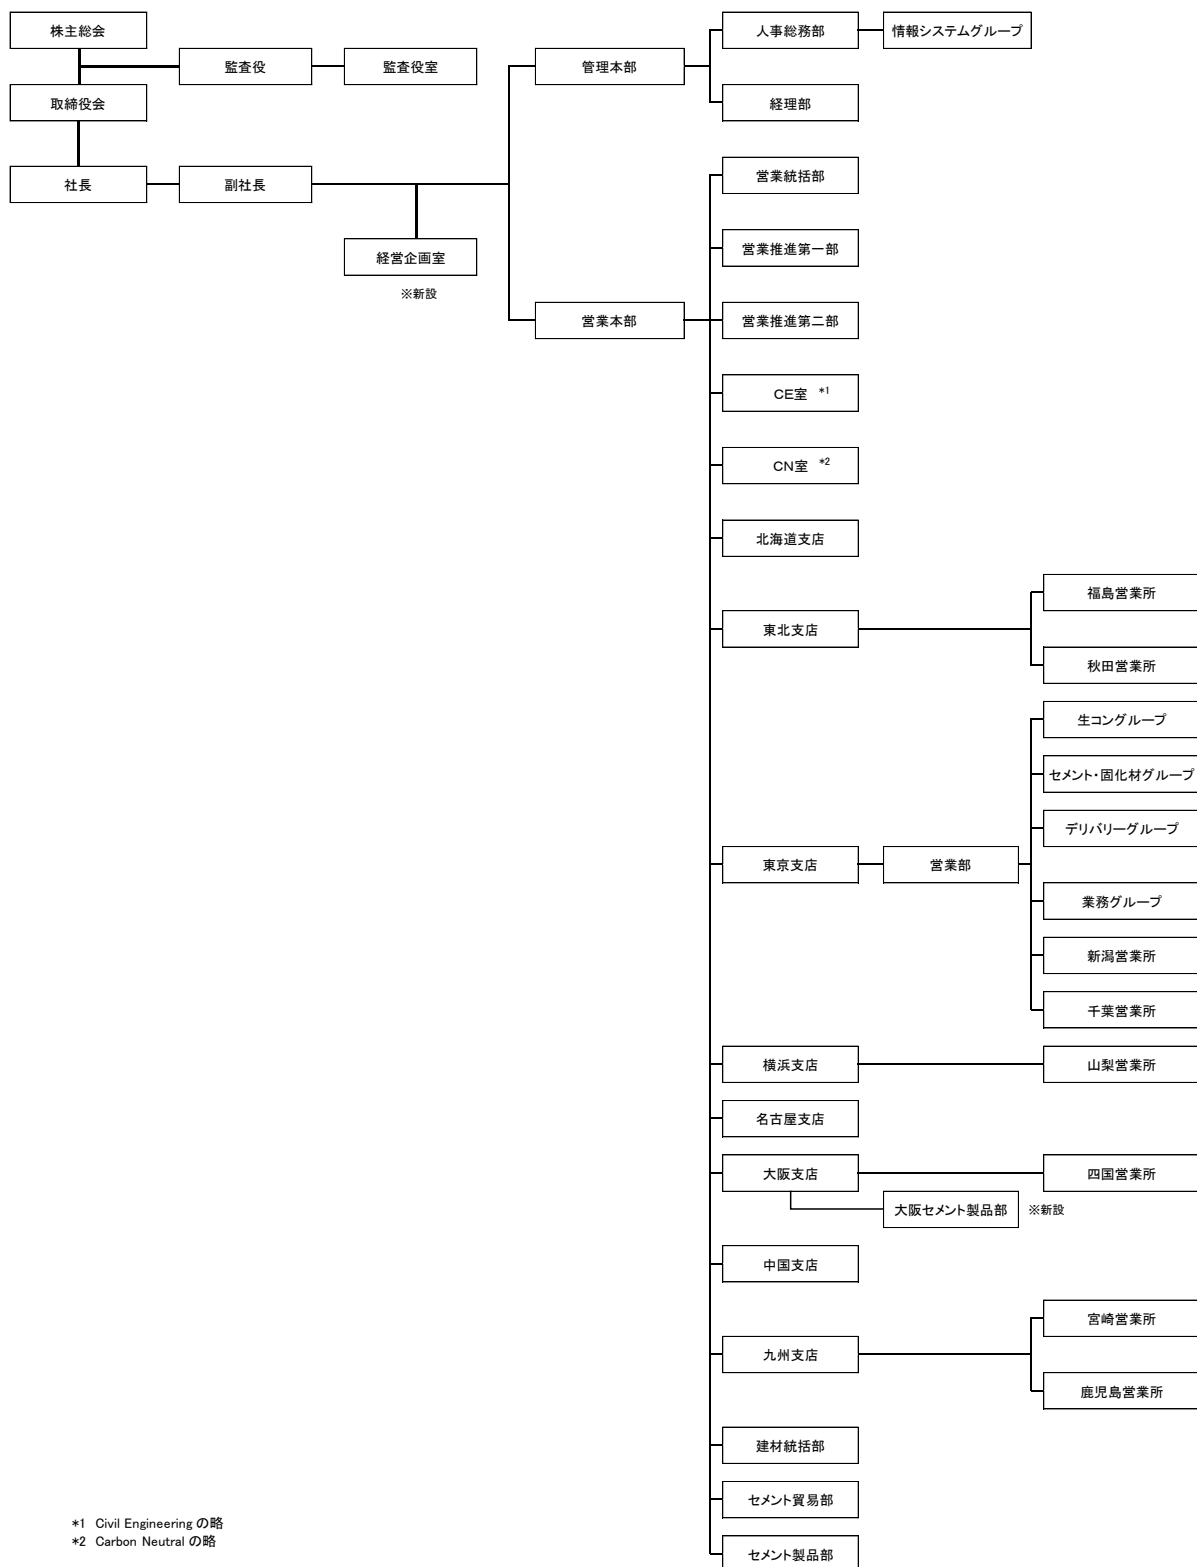 株主総会
監査役
監査役室
取締役会
社長
副社長
経営企画室
※新設
管理本部
人事総務部
情報システムグループ
経理部
営業本部
営業統括部
営業推進第一部
営業推進第二部
CE室 *1
CN室 *2
北海道支店
東北支店
福島営業所
秋田営業所
東京支店
営業部
生コングループ
セメント・固化材グループ
デリバリーグループ
業務グループ
新潟営業所
千葉営業所
横浜支店
山梨営業所
名古屋支店
大阪支店
四国営業所
大阪セメント製品部 ※新設
中国支店
九州支店
宮崎営業所
鹿児島営業所
建材統括部
セメント貿易部
セメント製品部
*1 Civil Engineering の略
*2 Carbon Neutral の略